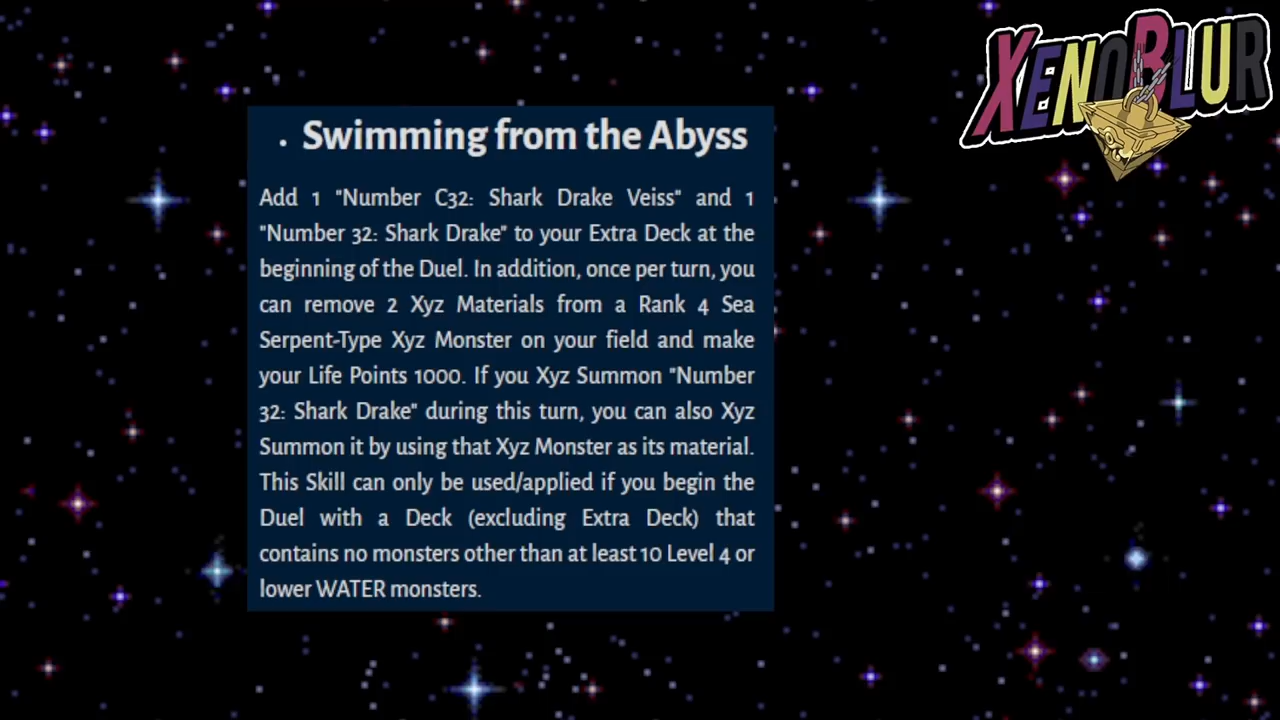 XENOBLUR
• Swimming from the Abyss
Add 1 "Number C32: Shark Drake Veiss" and 1
"Number 32: Shark Drake" to your Extra Deck at the
beginning of the Duel. In addition, once per turn, you
can remove 2 Xyz Materials from a Rank 4 Sea
Serpent-Type Xyz Monster on your field and make
your Life Points 1000. If you Xyz Summon "Number
32: Shark Drake" during this turn, you can also Xyz
Summon it by using that Xyz Monster as its material.
This Skill can only be used/applied if you begin the
Duel with a Deck (excluding Extra Deck) that
contains no monsters other than at least 10 Level 4 or
lower WATER monsters.